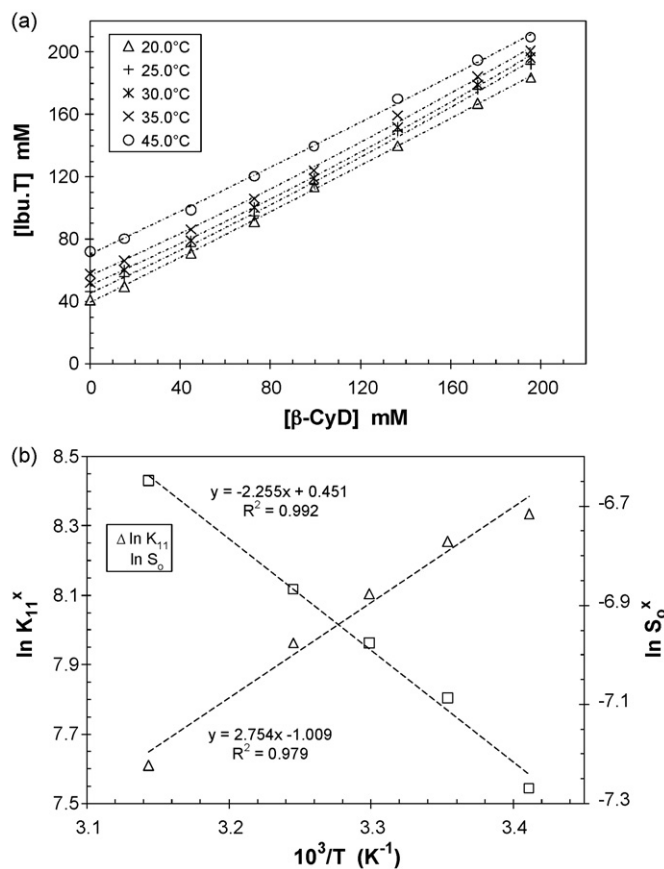 (a)
200
160
120
80
40
0
[Ibu.T] mM
20.0°C
25.0°C
30.0°C
35.0°C
45.0°C
0 40 80 120 160 200
[β-CyD] mM
(b)
8.5
8.3
8.1
7.9
7.7
7.5
ln K₁₁ˣ
y = -2.255x + 0.451
R² = 0.992
Δ ln K₁₁
ln Sₒ
y = 2.754x -1.009
R² = 0.979
-6.7
-6.9
-7.1
-7.3
ln Sₒˣ
3.1 3.2 3.3 3.4
10³/T (K⁻¹)